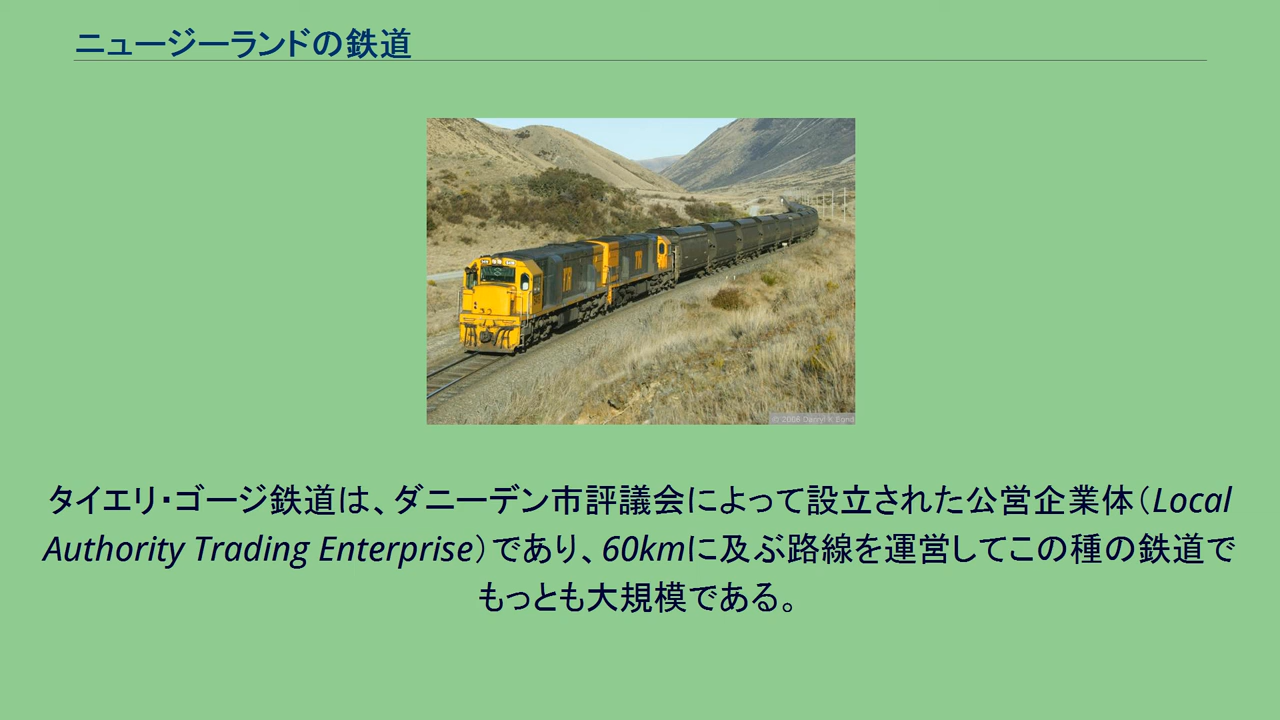 ニュージーランドの鉄道
© 2006 Darryl K Bond
タイエリ・ゴージ鉄道は、ダニーデン市評議会によって設立された公営企業体（Local
Authority Trading Enterprise）であり、60kmに及ぶ路線を運営してこの種の鉄道で
もっとも大規模である。